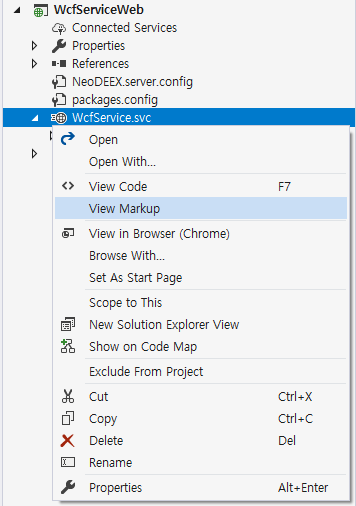 WcfServiceWeb
Connected Services
Properties
References
NeoDEEX.server.config
packages.config
WcfService.svc
Open
Open With...
View Code F7
View Markup
View in Browser (Chrome)
Browse With...
Set As Start Page
Scope to This
New Solution Explorer View
Show on Code Map
Exclude From Project
Cut Ctrl+X
Copy Ctrl+C
Delete Del
Rename
Properties Alt+Enter